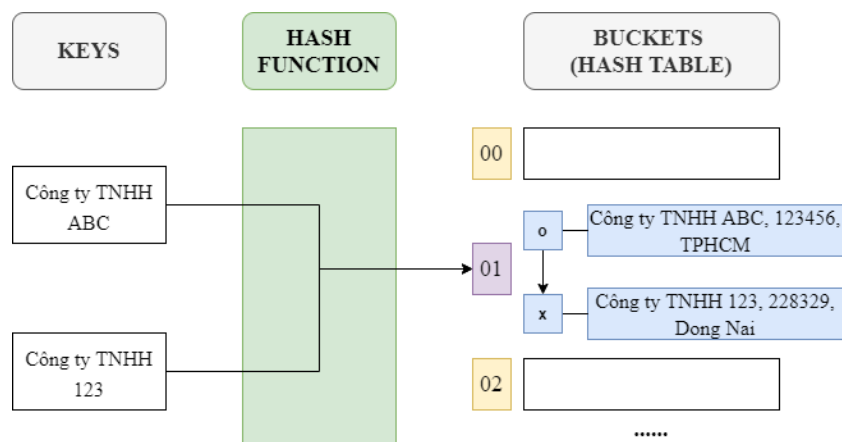 KEYS
HASH
FUNCTION
BUCKETS
(HASH TABLE)
00
Công ty TNHH
ABC
o
Công ty TNHH ABC, 123456,
TPHCM
01
x
Công ty TNHH 123, 228329,
Dong Nai
Công ty TNHH
123
02
......